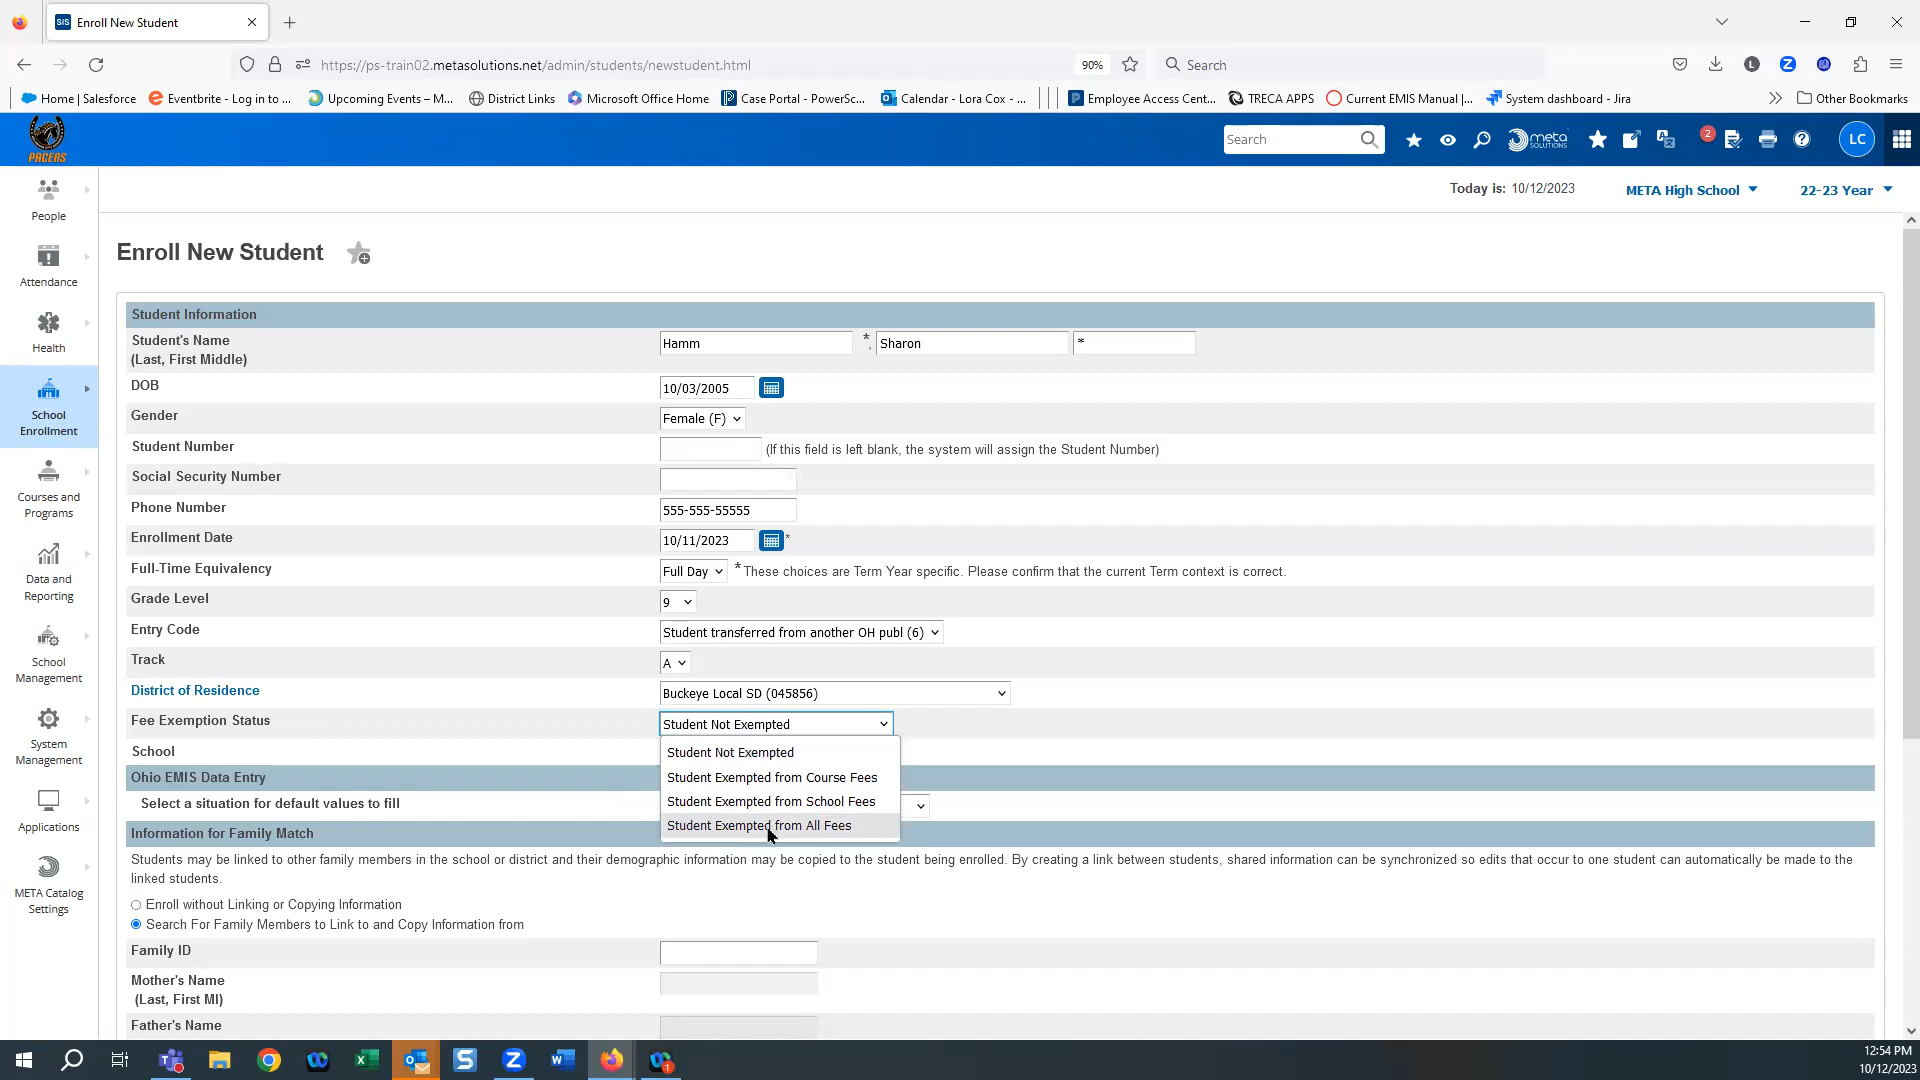 SIS Enroll New Student
https://ps-train02.metasolutions.net/admin/students/newstudent.html 90% Search L Z
Home | Salesforce Eventbrite - Log in to ... Upcoming Events – M... District Links Microsoft Office Home Case Portal - PowerSc... Calendar - Lora Cox - ... Employee Access Cent... TRECA APPS Current EMIS Manual |... System dashboard - Jira Other Bookmarks
PACERS Search meta SOLUTIONS 2 LC
Today is: 10/12/2023 META High School 22-23 Year
People
Attendance
Health
School Enrollment
Courses and Programs
Data and Reporting
School Management
System Management
Applications
META Catalog Settings
Enroll New Student
Student Information
Student's Name
(Last, First Middle) Hamm *, Sharon *
DOB 10/03/2005
Gender Female (F)
Student Number (If this field is left blank, the system will assign the Student Number)
Social Security Number
Phone Number 555-555-55555
Enrollment Date 10/11/2023 *
Full-Time Equivalency Full Day * These choices are Term Year specific. Please confirm that the current Term context is correct.
Grade Level 9
Entry Code Student transferred from another OH publ (6)
Track A
District of Residence Buckeye Local SD (045856)
Fee Exemption Status Student Not Exempted
Student Not Exempted
Student Exempted from Course Fees
Student Exempted from School Fees
Student Exempted from All Fees
School
Ohio EMIS Data Entry
Select a situation for default values to fill
Information for Family Match
Students may be linked to other family members in the school or district and their demographic information may be copied to the student being enrolled. By creating a link between students, shared information can be synchronized so edits that occur to one student can automatically be made to the
linked students.
Enroll without Linking or Copying Information
Search For Family Members to Link to and Copy Information from
Family ID
Mother's Name
(Last, First MI)
Father's Name
12:54 PM
10/12/2023